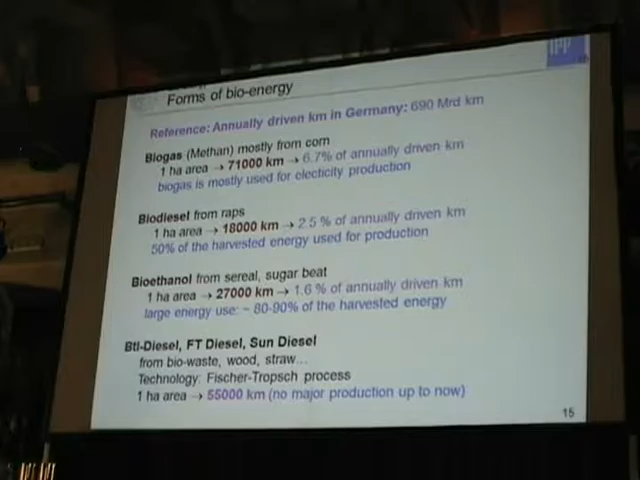 IPP
Forms of bio-energy
Reference: Annually driven km in Germany: 690 Mrd km
Biogas (Methan) mostly from corn
1 ha area → 71000 km → 6.7% of annually driven km
biogas is mostly used for electicity production
Biodiesel from raps
1 ha area → 18000 km → 2.5 % of annually driven km
50% of the harvested energy used for production
Bioethanol from sereal, sugar beat
1 ha area → 27000 km → 1.6 % of annually driven km
large energy use: ~ 80-90% of the harvested energy
Btl-Diesel, FT Diesel, Sun Diesel
from bio-waste, wood, straw...
Technology: Fischer-Tropsch process
1 ha area → 55000 km (no major production up to now)
15